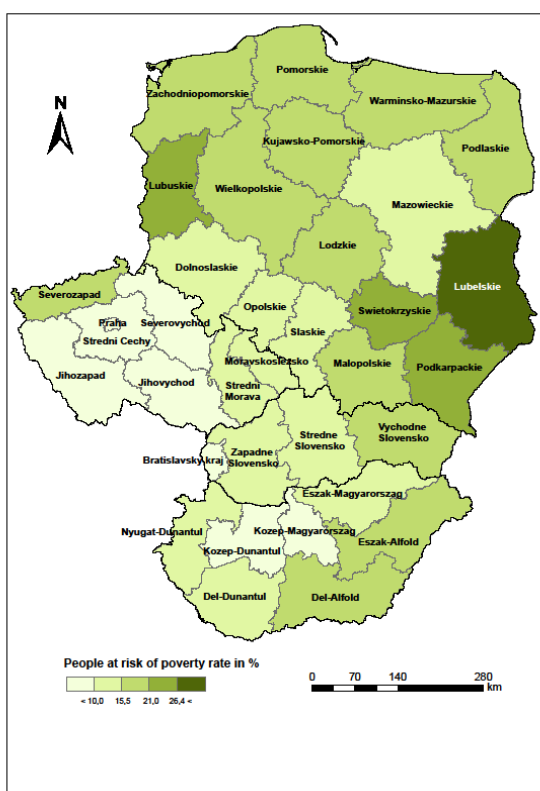 Pomorskie
Zachodniopomorskie
Warminsko-Mazurskie
N
Kujawsko-Pomorskie
Podlaskie
Lubuskie
Wielkopolskie
Mazowieckie
Lodzkie
Dolnoslaskie
Lubelskie
Severozapad
Opolskie
Swietokrzyskie
Slaskie
Praha
Severovychod
Stredni Cechy
Moravskoslezsko
Malopolskie
Podkarpackie
Jihozapad
Jihovychod
Stredni
Morava
Vychodne
Slovensko
Stredne
Slovensko
Zapadne
Slovensko
Bratislavsky kraj
Eszak-Magyarorszag
Nyugat-Dunantul
Kozep-Magyarorszag
Eszak-Alfold
Kozep-Dunantul
Del-Dunantul
Del-Alfold
People at risk of poverty rate in %
< 10,0 15,5 21,0 26,4 <
0 70 140 280
km